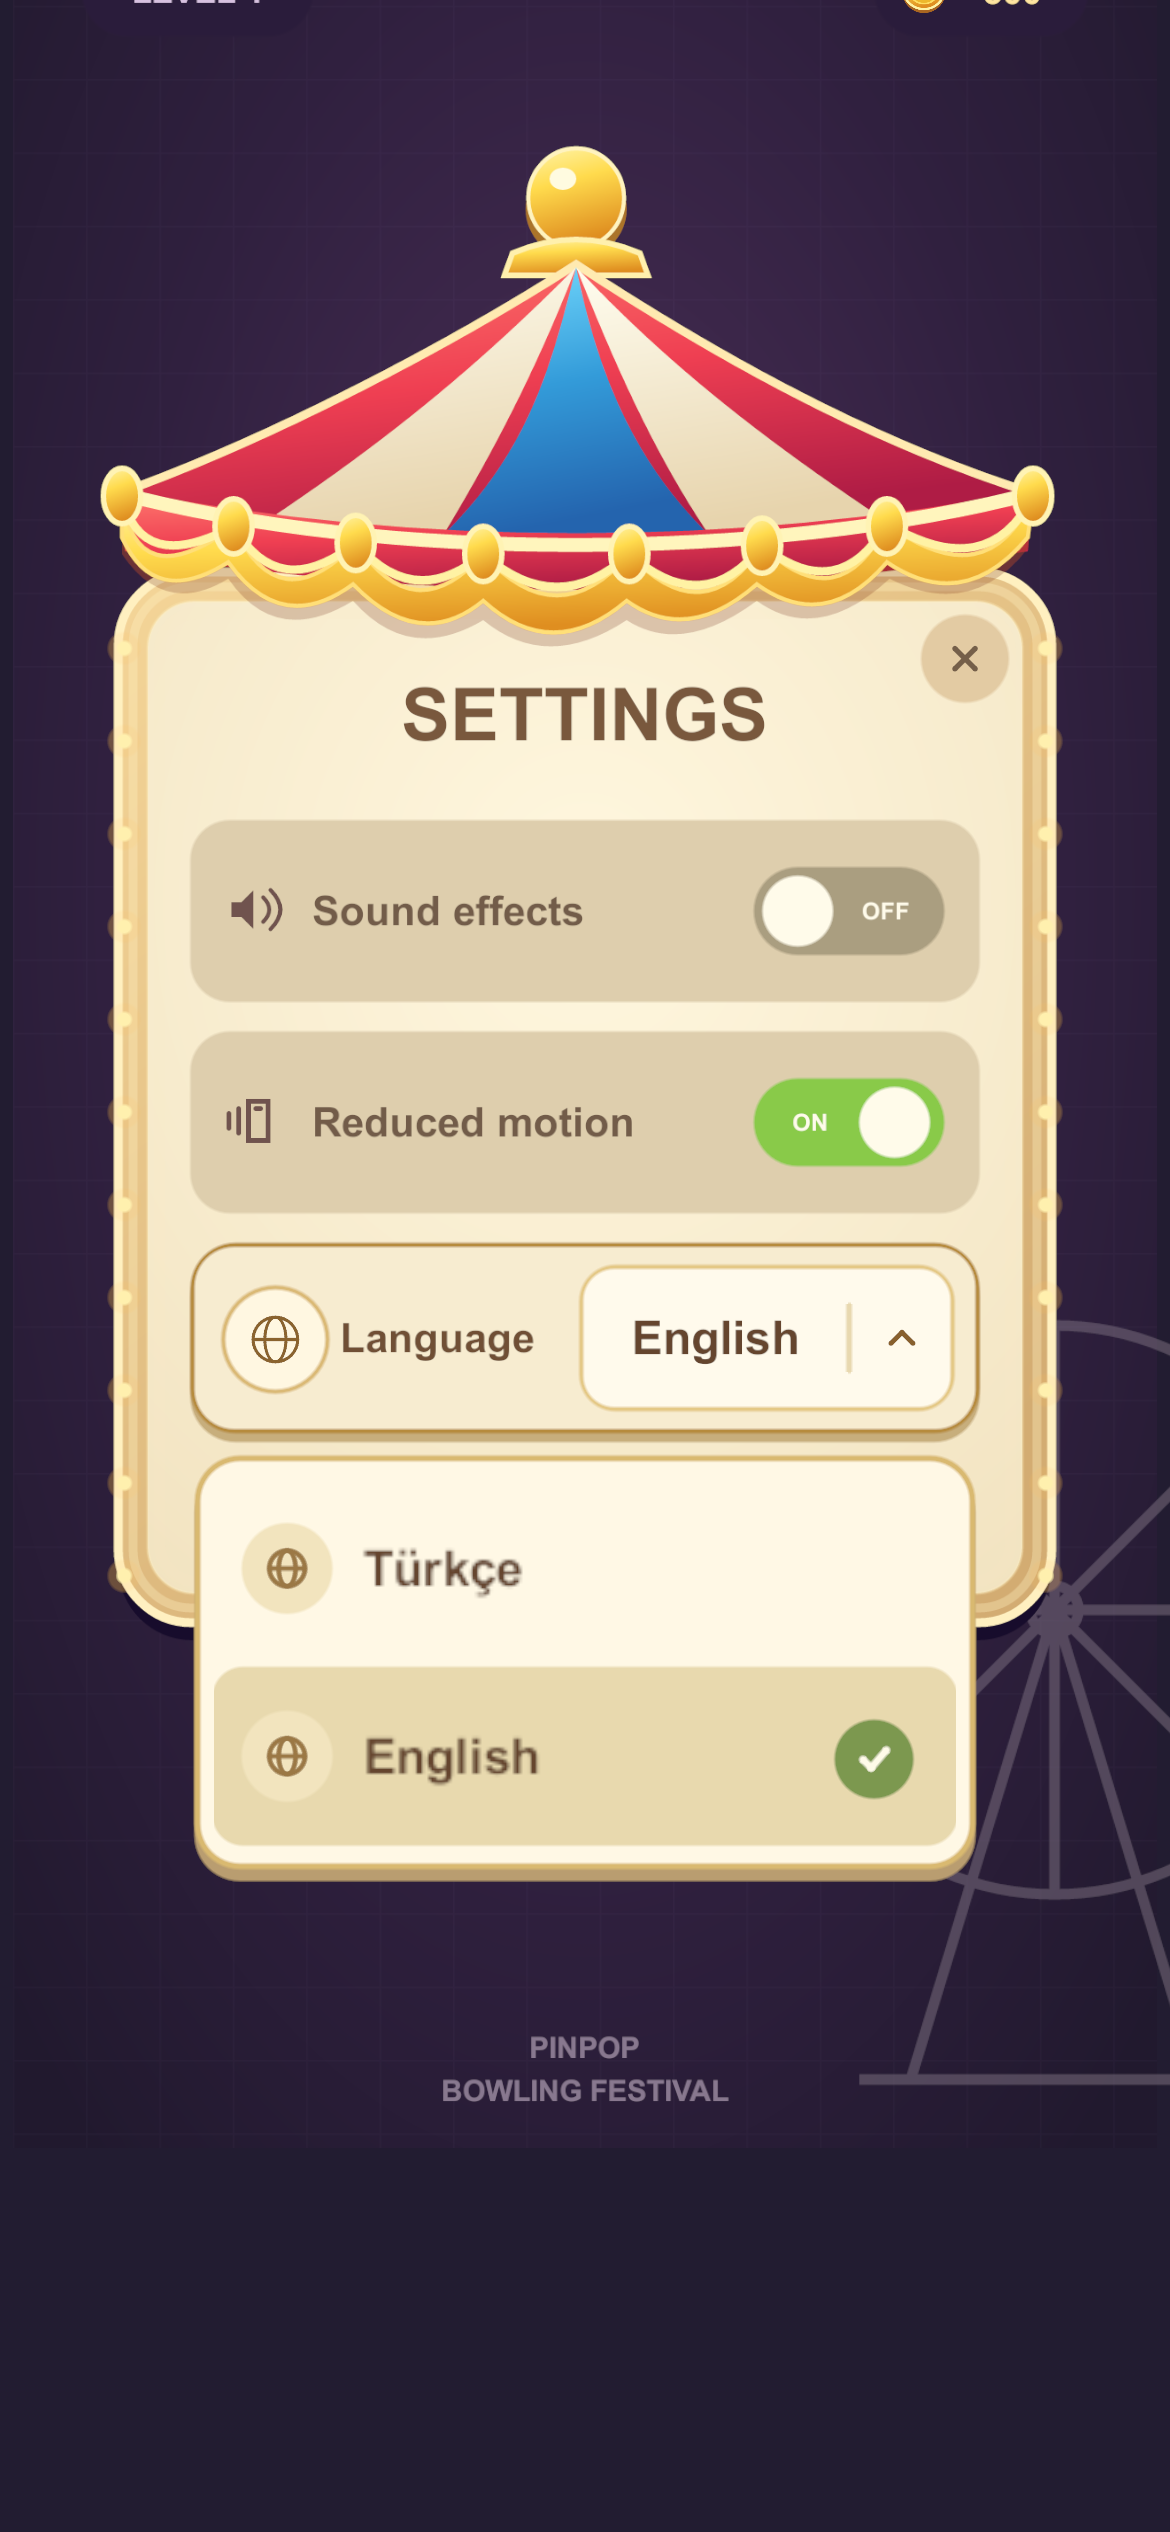 SETTINGS
Sound effects OFF
Reduced motion ON
Language English
Türkçe
English
PINPOP
BOWLING FESTIVAL